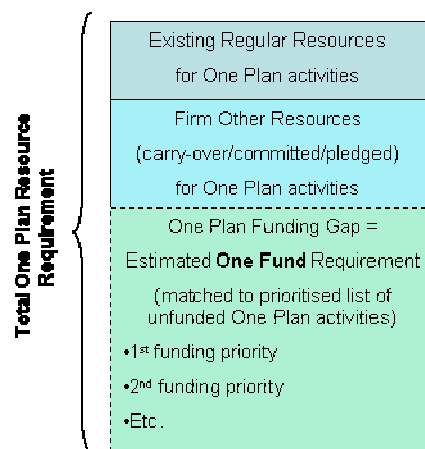 Total One Plan Resource
Requirement
Existing Regular Resources
for One Plan activities
Firm Other Resources
(carry-over/committed/pledged)
for One Plan activities
One Plan Funding Gap =
Estimated One Fund Requirement
(matched to prioritised list of
unfunded One Plan activities)
•1st funding priority
•2nd funding priority
•Etc.